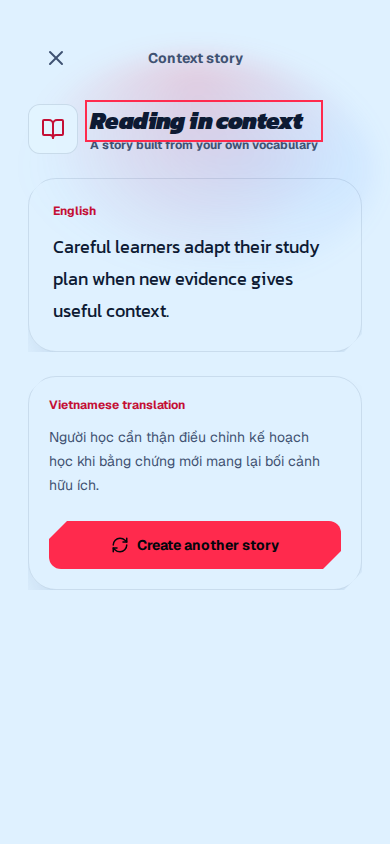 Context story
Reading in context
A story built from your own vocabulary
English
Careful learners adapt their study
plan when new evidence gives
useful context.
Vietnamese translation
Người học cẩn thận điều chỉnh kế hoạch
học khi bằng chứng mới mang lại bối cảnh
hữu ích.
Create another story